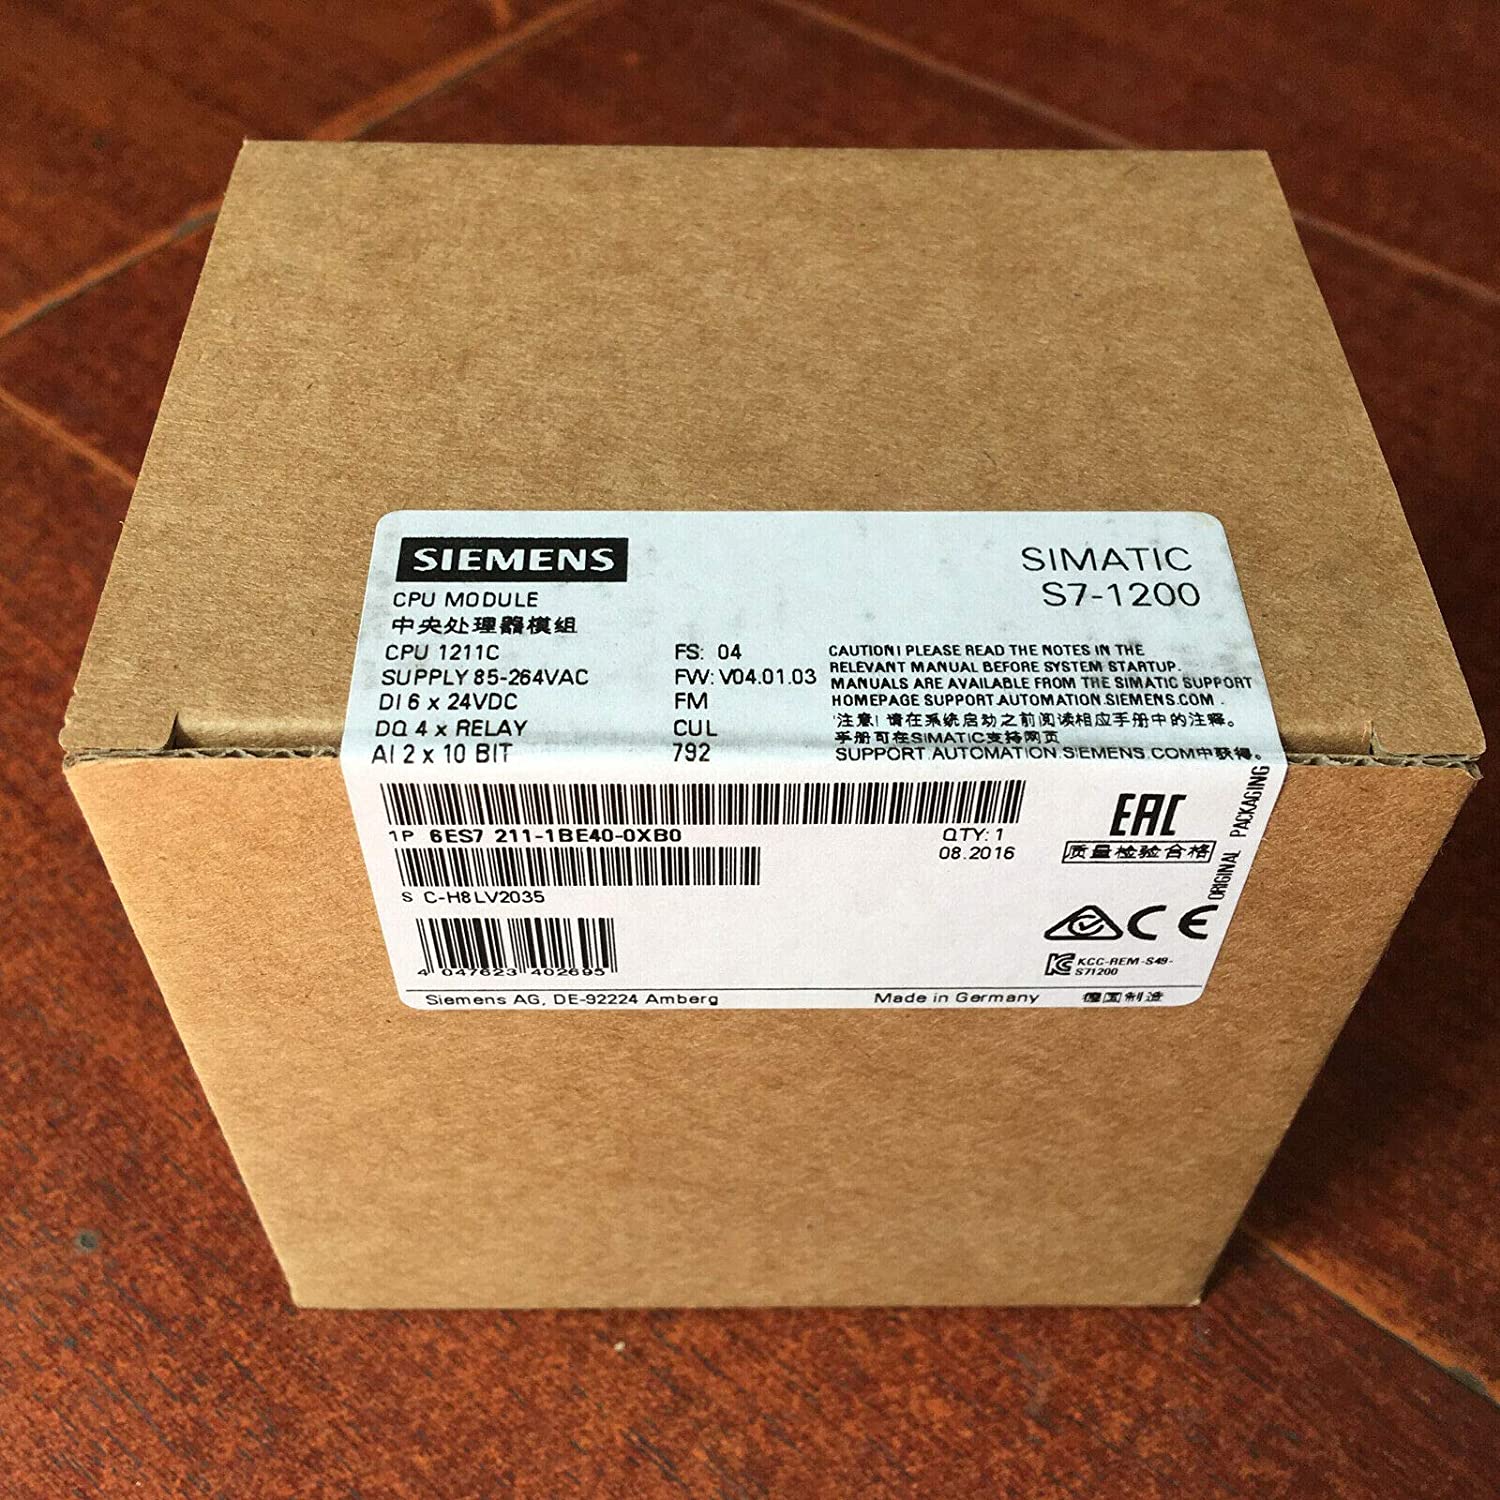 SIEMENS
SIMATIC
S7-1200
CPU MODULE
中央处理器模组
CPU 1211C
SUPPLY 85-264VAC
DI 6 x 24VDC
DQ 4 x RELAY
AI 2 x 10 BIT
FS: 04
FW: V04.01.03
FM
CUL
792
CAUTION! PLEASE READ THE NOTES IN THE
RELEVANT MANUAL BEFORE SYSTEM STARTUP.
MANUALS ARE AVAILABLE FROM THE SIMATIC SUPPORT
HOMEPAGE SUPPORT.AUTOMATION.SIEMENS.COM .
注意! 请在系统启动之前阅读相应手册中的注释。
手册可在SIMATIC支持网页
SUPPORT.AUTOMATION.SIEMENS.COM中获得。
1P 6ES7 211-1BE40-0XB0
QTY: 1
08.2016
S C-H8LV2035
4 047623 402695
EAC
质量检验合格
ORIGINAL PACKAGING
CE
KCC-REM-S49-
S71200
Siemens AG, DE-92224 Amberg
Made in Germany
德国制造